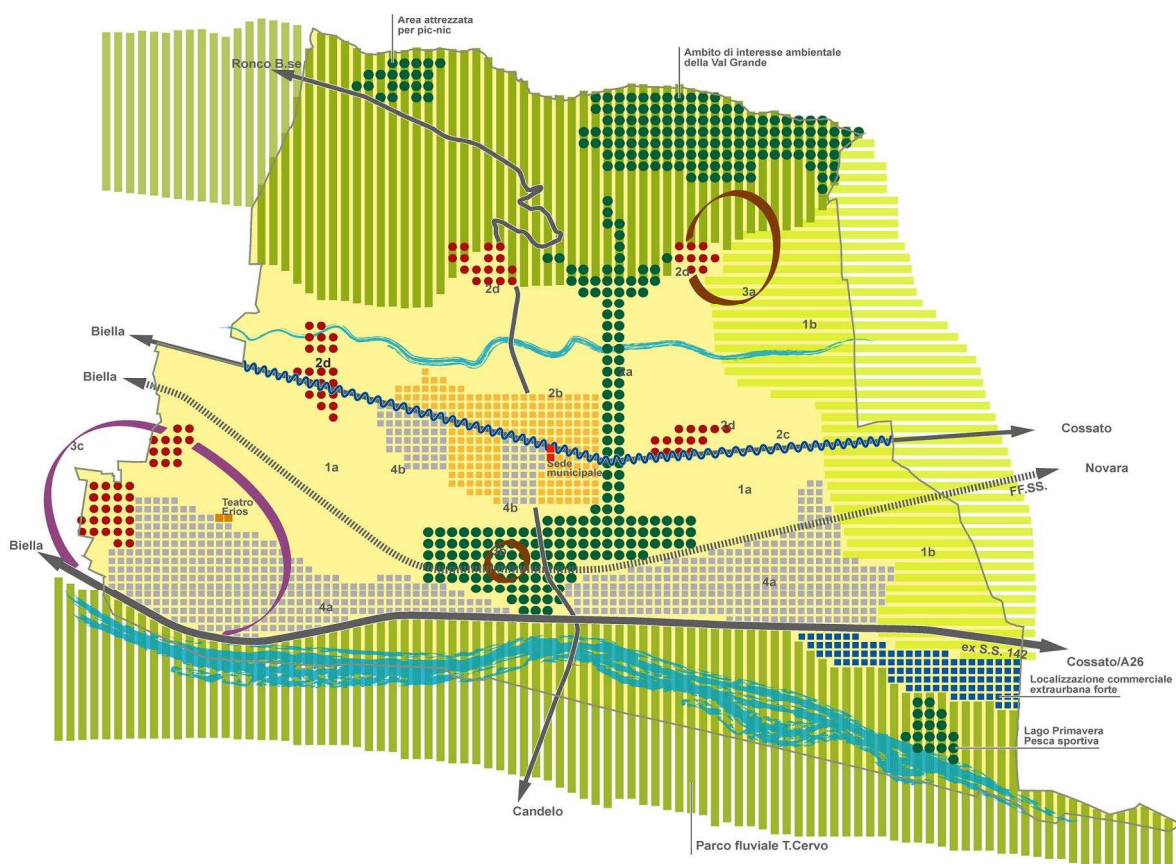 Area attrezzata
per pic-nic
Ambito di interesse ambientale
della Val Grande
Ronco B.se
2d
2d
3a
1b
Biella
2d
2b
2a
Biella
2d
2c
Cossato
3c
1a
4b
Sede
municipale
1a
Novara
FF.SS.
4b
Teatro
Erios
Biella
3b
1b
4a
4a
ex S.S. 142
Cossato/A26
Localizzazione commerciale
extraurbana forte
Lago Primavera
Pesca sportiva
Candelo
Parco fluviale T.Cervo